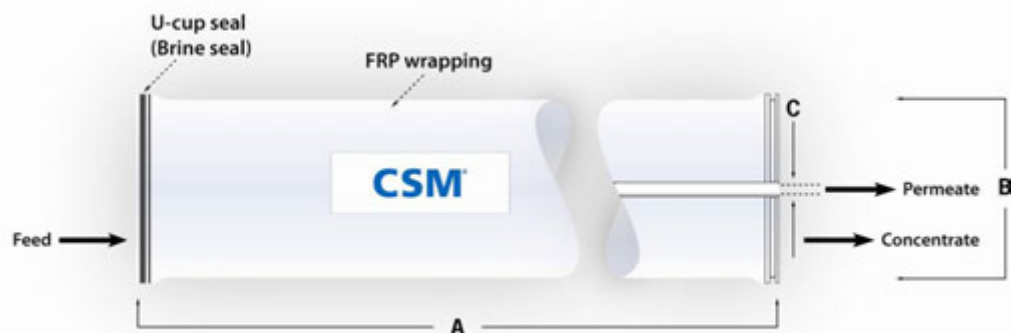 U-cup seal
(Brine seal)
FRP wrapping
C
CSM
Permeate
B
Feed
Concentrate
A